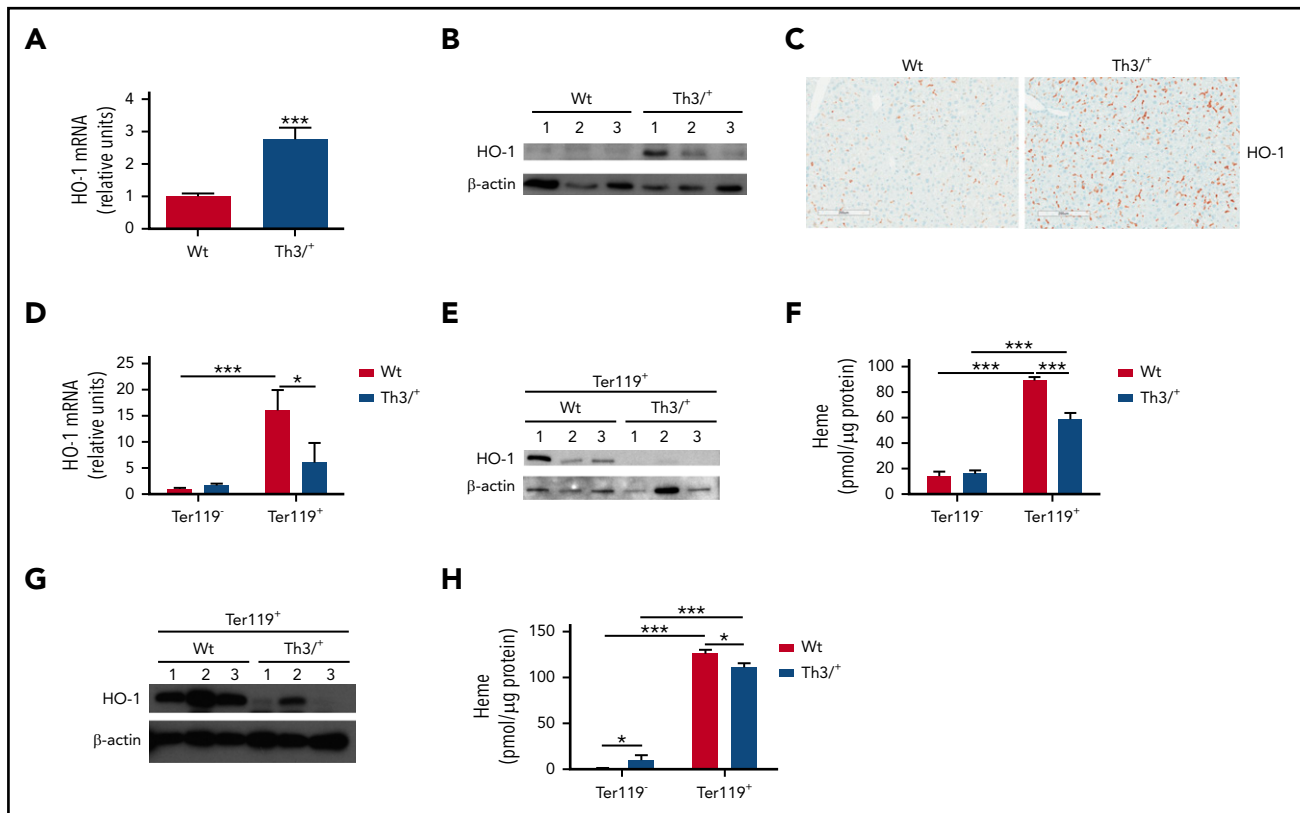 A
HO-1 mRNA
(relative units)
4
3
2
1
0
***
Wt
Th3/⁺
B
Wt Th3/⁺
1 2 3 1 2 3
HO-1
β-actin
C
Wt Th3/⁺
HO-1
D
HO-1 mRNA
(relative units)
25
20
15
10
5
0
***
*
Wt
Th3/⁺
Ter119⁻ Ter119⁺
E
Ter119⁺
Wt Th3/⁺
1 2 3 1 2 3
HO-1
β-actin
F
Heme
(pmol/μg protein)
100
80
60
40
20
0
***
*** ***
Wt
Th3/⁺
Ter119⁻ Ter119⁺
G
Ter119⁺
Wt Th3/⁺
1 2 3 1 2 3
HO-1
β-actin
H
Heme
(pmol/μg protein)
150
100
50
0
***
***
*
*
Wt
Th3/⁺
Ter119⁻ Ter119⁺